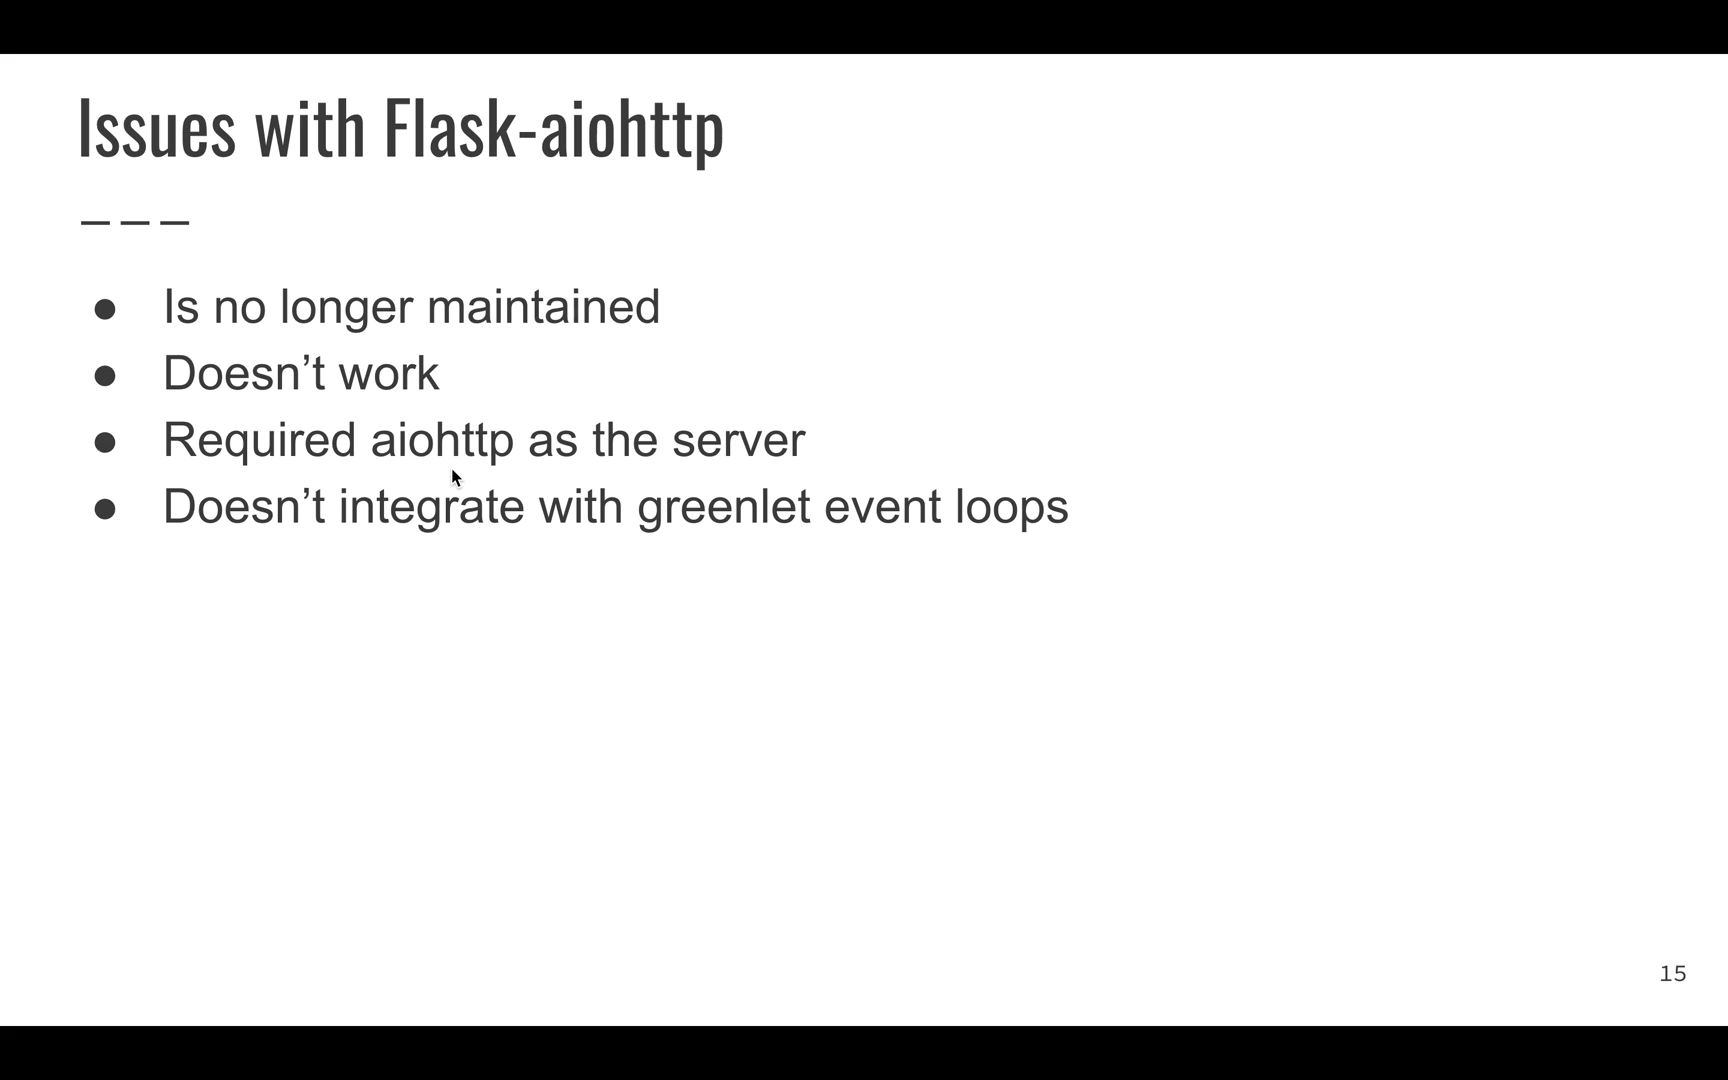 Issues with Flask-aiohttp
● Is no longer maintained
● Doesn’t work
● Required aiohttp as the server
● Doesn’t integrate with greenlet event loops
15